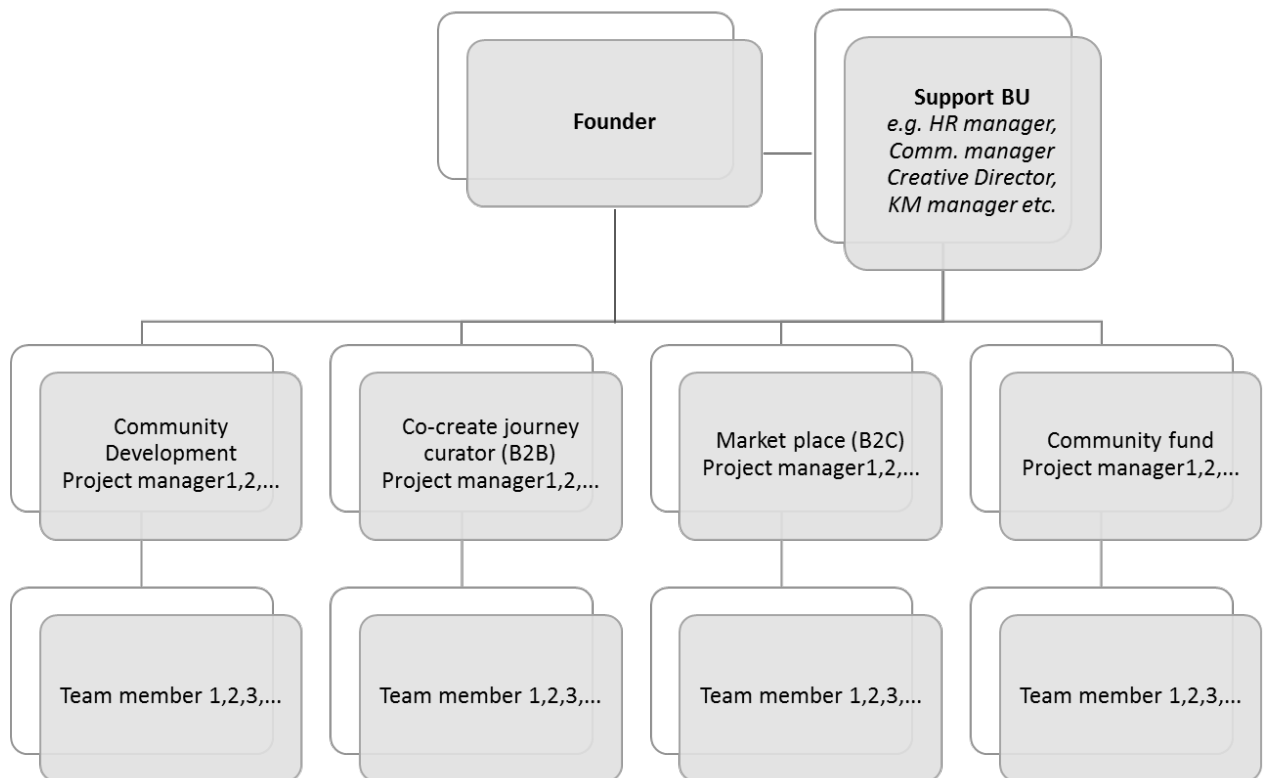 Founder
Support BU
e.g. HR manager,
Comm. manager
Creative Director,
KM manager etc.
Community
Development
Project manager1,2,...
Co-create journey
curator (B2B)
Project manager1,2,...
Market place (B2C)
Project manager1,2,...
Community fund
Project manager1,2,...
Team member 1,2,3,...
Team member 1,2,3,...
Team member 1,2,3,...
Team member 1,2,3,...